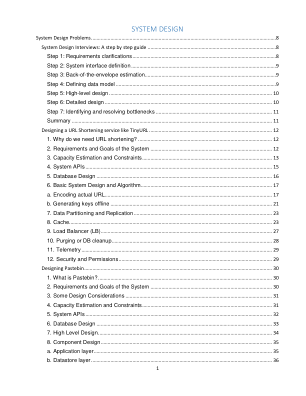 SYSTEM DESIGN
System Design Problems.....8
System Design Interviews: A step by step guide.....8
Step 1: Requirements clarifications.....8
Step 2: System interface definition.....9
Step 3: Back-of-the-envelope estimation.....9
Step 4: Defining data model.....9
Step 5: High-level design.....10
Step 6: Detailed design.....10
Step 7: Identifying and resolving bottlenecks.....11
Summary.....11
Designing a URL Shortening service like TinyURL.....12
1. Why do we need URL shortening?.....12
2. Requirements and Goals of the System.....12
3. Capacity Estimation and Constraints.....13
4. System APIs.....15
5. Database Design.....16
6. Basic System Design and Algorithm.....17
a. Encoding actual URL.....17
b. Generating keys offline.....21
7. Data Partitioning and Replication.....23
8. Cache.....23
9. Load Balancer (LB).....27
10. Purging or DB cleanup.....28
11. Telemetry.....29
12. Security and Permissions.....29
Designing Pastebin.....30
1. What is Pastebin?.....30
2. Requirements and Goals of the System.....30
3. Some Design Considerations.....31
4. Capacity Estimation and Constraints.....31
5. System APIs.....32
6. Database Design.....33
7. High Level Design.....34
8. Component Design.....35
a. Application layer.....35
b. Datastore layer.....36
1